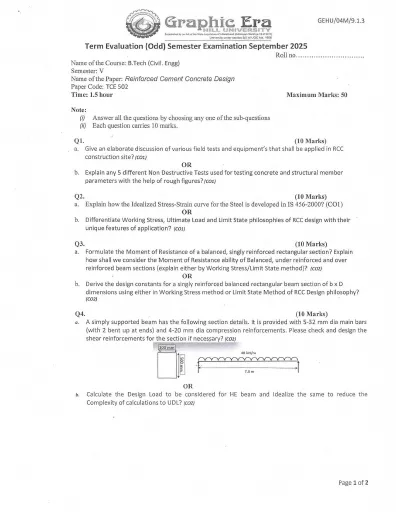 GEHU/04M/9.1.3
Graphic Era
HILL UNIVERSITY
Term Evaluation (Odd) Semester Examination September 2025
Roll no..............................
Name of the Course: B.Tech (Civil. Engg)
Semester: V
Name of the Paper: Reinforced Cement Concrete Design
Paper Code: TCE 502
Time: 1.5 hour Maximum Marks: 50
Note:
(i) Answer all the questions by choosing any one of the sub-questions
(ii) Each question carries 10 marks.
Q1. (10 Marks)
a. Give an elaborate discussion of various field tests and equipment's that shall be applied in RCC
construction site? (CO1)
OR
b. Explain any 5 different Non Destructive Tests used for testing concrete and structural member
parameters with the help of rough figures? (CO1)
Q2. (10 Marks)
a. Explain how the Idealized Stress-Strain curve for the Steel is developed in IS 456-2000? (CO1)
OR
b. Differentiate Working Stress, Ultimate Load and Limit State philosophies of RCC design with their
unique features of application? (CO1)
Q3. (10 Marks)
a. Formulate the Moment of Resistance of a balanced, singly reinforced rectangular section? Explain
how shall we consider the Moment of Resistance ability of Balanced, under reinforced and over
reinforced beam sections (explain either by Working Stress/Limit State method)? (CO2)
OR
b. Derive the design constants for a singly reinforced balanced rectangular beam section of b x D
dimensions using either in Working Stress method or Limit State Method of RCC Design philosophy?
(CO2)
Q4. (10 Marks)
a. A simply supported beam has the following section details. It is provided with 5-32 mm dia main bars
(with 2 bent up at ends) and 4-20 mm dia compression reinforcements. Please check and design the
shear reinforcements for the section if necessary? (CO2)
7.0 m
OR
b. Calculate the Design Load to be considered for HE beam and Idealize the same to reduce the
Complexity of calculations to UDL? (CO2)
Page 1 of 2